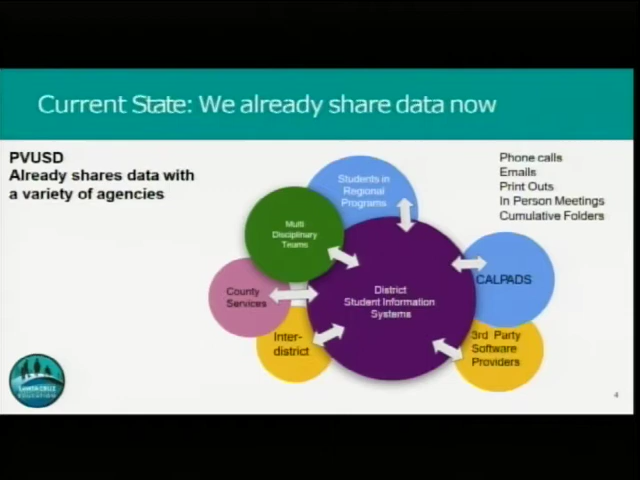 Current State: We already share data now
PVUSD
Already shares data with
a variety of agencies
Phone calls
Emails
Print Outs
In Person Meetings
Cumulative Folders
Students in
Regional
Programs
Multi
Disciplinary
Teams
County
Services
Inter-
district
District
Student Information
Systems
CALPADS
3rd Party
Software
Providers
SANTA CRUZ
EDUCATION
4